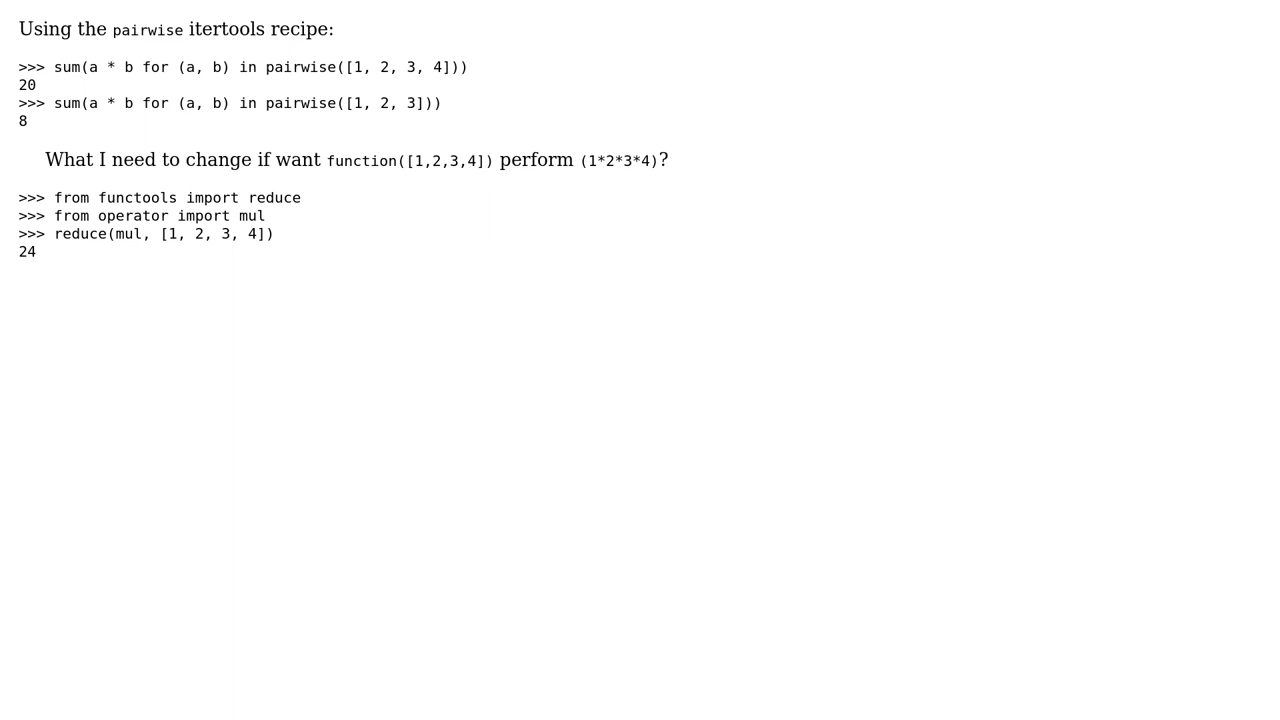 Using the pairwise itertools recipe:
>>> sum(a * b for (a, b) in pairwise([1, 2, 3, 4]))
20
>>> sum(a * b for (a, b) in pairwise([1, 2, 3]))
8
What I need to change if want function([1,2,3,4]) perform (1*2*3*4)?
>>> from functools import reduce
>>> from operator import mul
>>> reduce(mul, [1, 2, 3, 4])
24